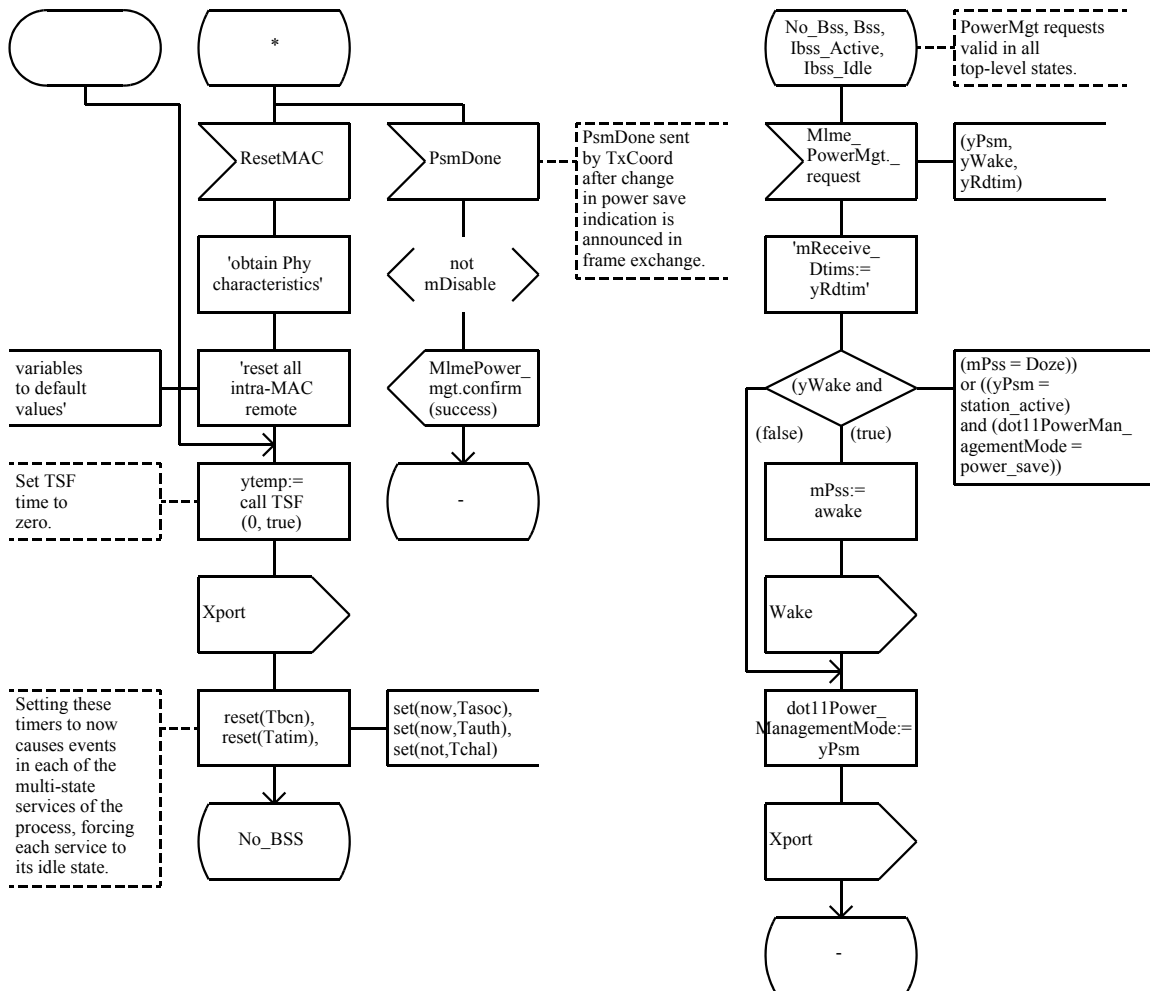 *
ResetMAC
PsmDone
PsmDone sent
by TxCoord
after change
in power save
indication is
announced in
frame exchange.
'obtain Phy
characteristics'
not
mDisable
'reset all
intra-MAC
remote
variables
to default
values'
MlmePower_
mgt.confirm
(success)
-
ytemp:=
call TSF
(0, true)
Set TSF
time to
zero.
Xport
reset(Tbcn),
reset(Tatim),
set(now,Tasoc),
set(now,Tauth),
set(not,Tchal)
Setting these
timers to now
causes events
in each of the
multi-state
services of the
process, forcing
each service to
its idle state.
No_BSS
No_Bss, Bss,
Ibss_Active,
Ibss_Idle
PowerMgt requests
valid in all
top-level states.
Mlme_
PowerMgt._
request
(yPsm,
yWake,
yRdtim)
'mReceive_
Dtims:=
yRdtim'
(yWake and
(mPss = Doze))
or ((yPsm =
station_active)
and (dot11PowerMan_
agementMode =
power_save))
(false)
(true)
mPss:=
awake
Wake
dot11Power_
ManagementMode:=
yPsm
Xport
-